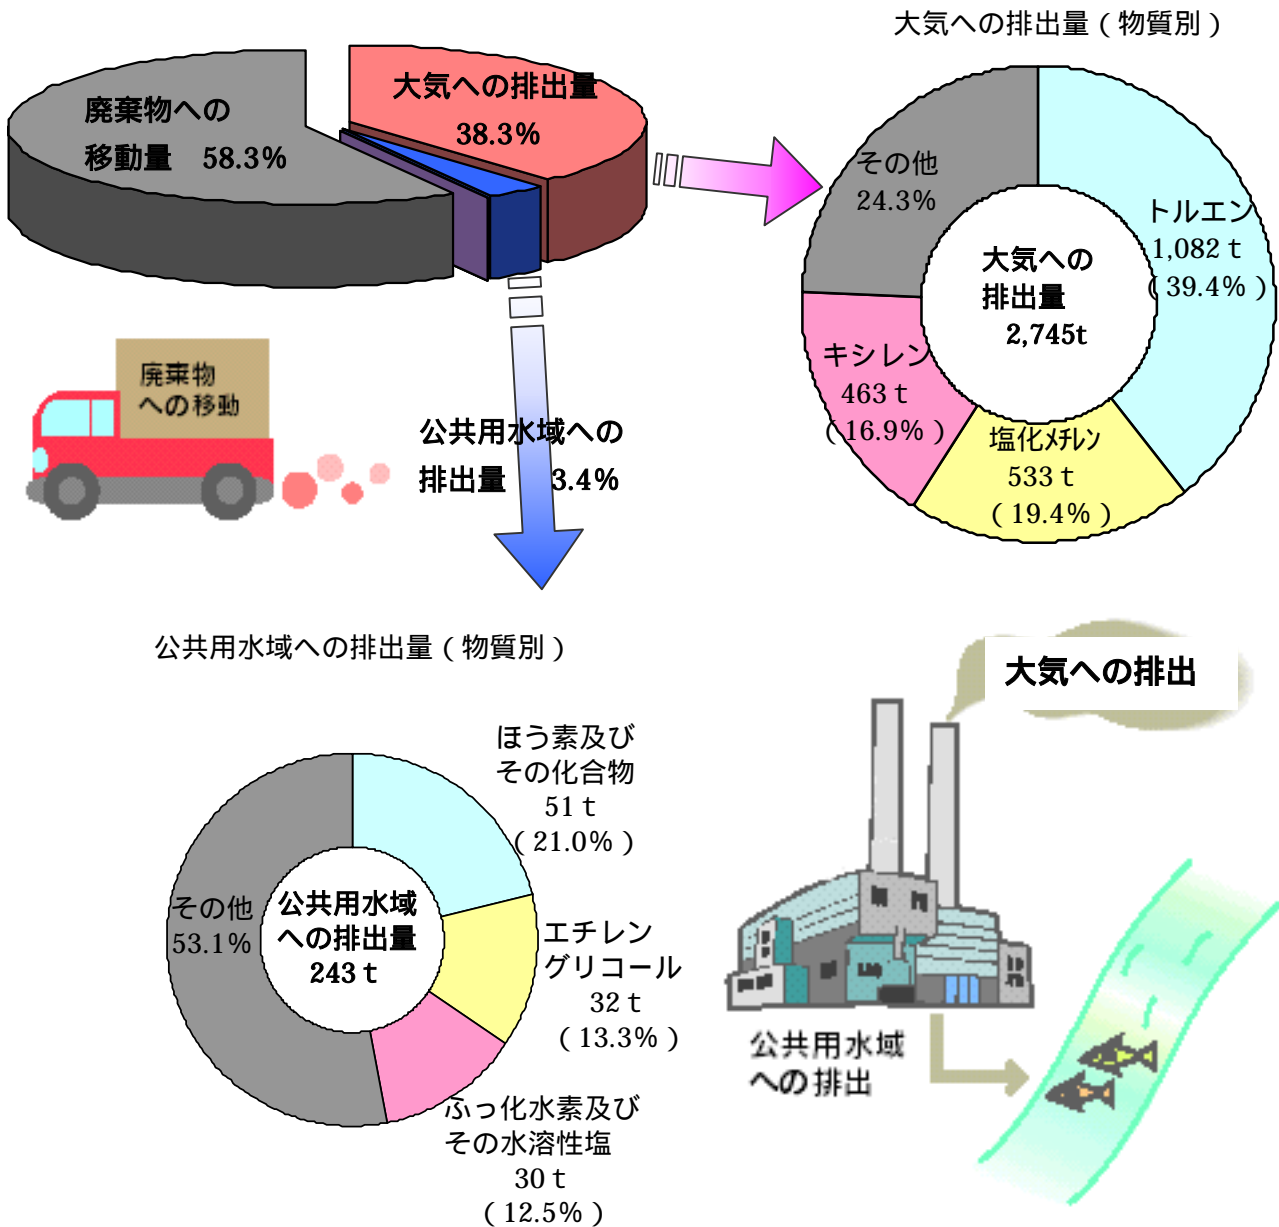 大気への排出量（物質別）
廃棄物への
移動量 58.3%
大気への排出量
38.3%
その他
24.3%
トルエン
1,082 t
（39.4%）
大気への
排出量
2,745t
キシレン
463 t
（16.9%）
塩化メチレン
533 t
（19.4%）
廃棄物
への移動
公共用水域への
排出量 3.4%
公共用水域への排出量（物質別）
大気への排出
ほう素及び
その化合物
51 t
（21.0%）
その他
53.1%
公共用水域
への排出量
243 t
エチレン
グリコール
32 t
（13.3%）
公共用水域
への排出
ふっ化水素及び
その水溶性塩
30 t
（12.5%）